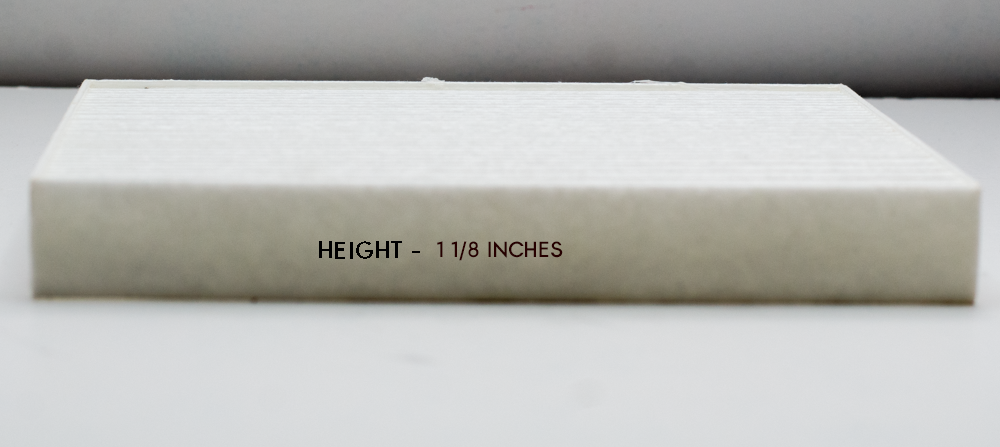 HEIGHT - 1 1/8 INCHES